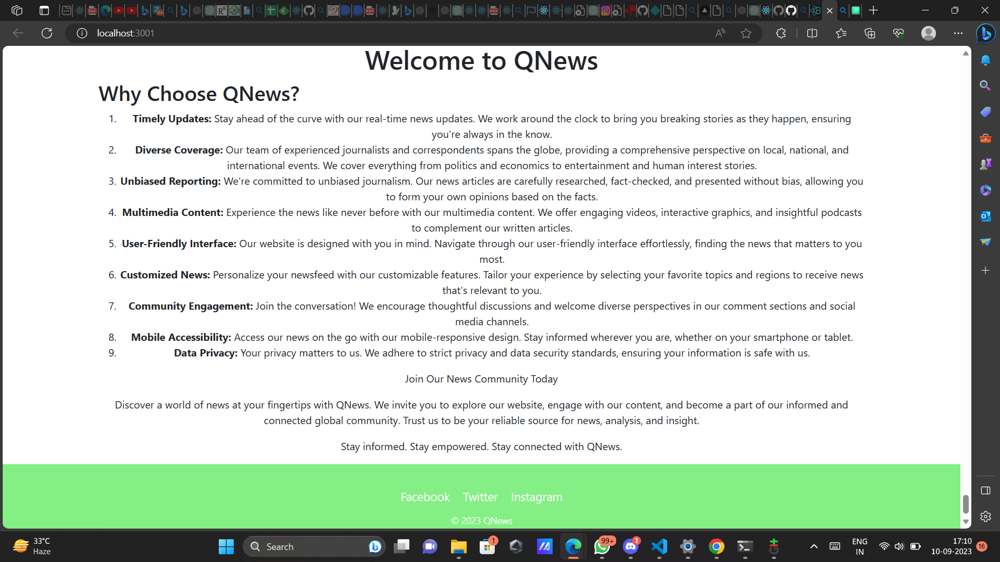 localhost:3001
Welcome to QNews
Why Choose QNews?
1. Timely Updates: Stay ahead of the curve with our real-time news updates. We work around the clock to bring you breaking stories as they happen, ensuring
you're always in the know.
2. Diverse Coverage: Our team of experienced journalists and correspondents spans the globe, providing a comprehensive perspective on local, national, and
international events. We cover everything from politics and economics to entertainment and human interest stories.
3. Unbiased Reporting: We're committed to unbiased journalism. Our news articles are carefully researched, fact-checked, and presented without bias, allowing you
to form your own opinions based on the facts.
4. Multimedia Content: Experience the news like never before with our multimedia content. We offer engaging videos, interactive graphics, and insightful podcasts
to complement our written articles.
5. User-Friendly Interface: Our website is designed with you in mind. Navigate through our user-friendly interface effortlessly, finding the news that matters to you
most.
6. Customized News: Personalize your newsfeed with our customizable features. Tailor your experience by selecting your favorite topics and regions to receive news
that's relevant to you.
7. Community Engagement: Join the conversation! We encourage thoughtful discussions and welcome diverse perspectives in our comment sections and social
media channels.
8. Mobile Accessibility: Access our news on the go with our mobile-responsive design. Stay informed wherever you are, whether on your smartphone or tablet.
9. Data Privacy: Your privacy matters to us. We adhere to strict privacy and data security standards, ensuring your information is safe with us.
Join Our News Community Today
Discover a world of news at your fingertips with QNews. We invite you to explore our website, engage with our content, and become a part of our informed and
connected global community. Trust us to be your reliable source for news, analysis, and insight.
Stay informed. Stay empowered. Stay connected with QNews.
Facebook Twitter Instagram
© 2023 QNews
33°C
Haze
Search
1
99+
1
ENG
IN
17:10
10-09-2023
16